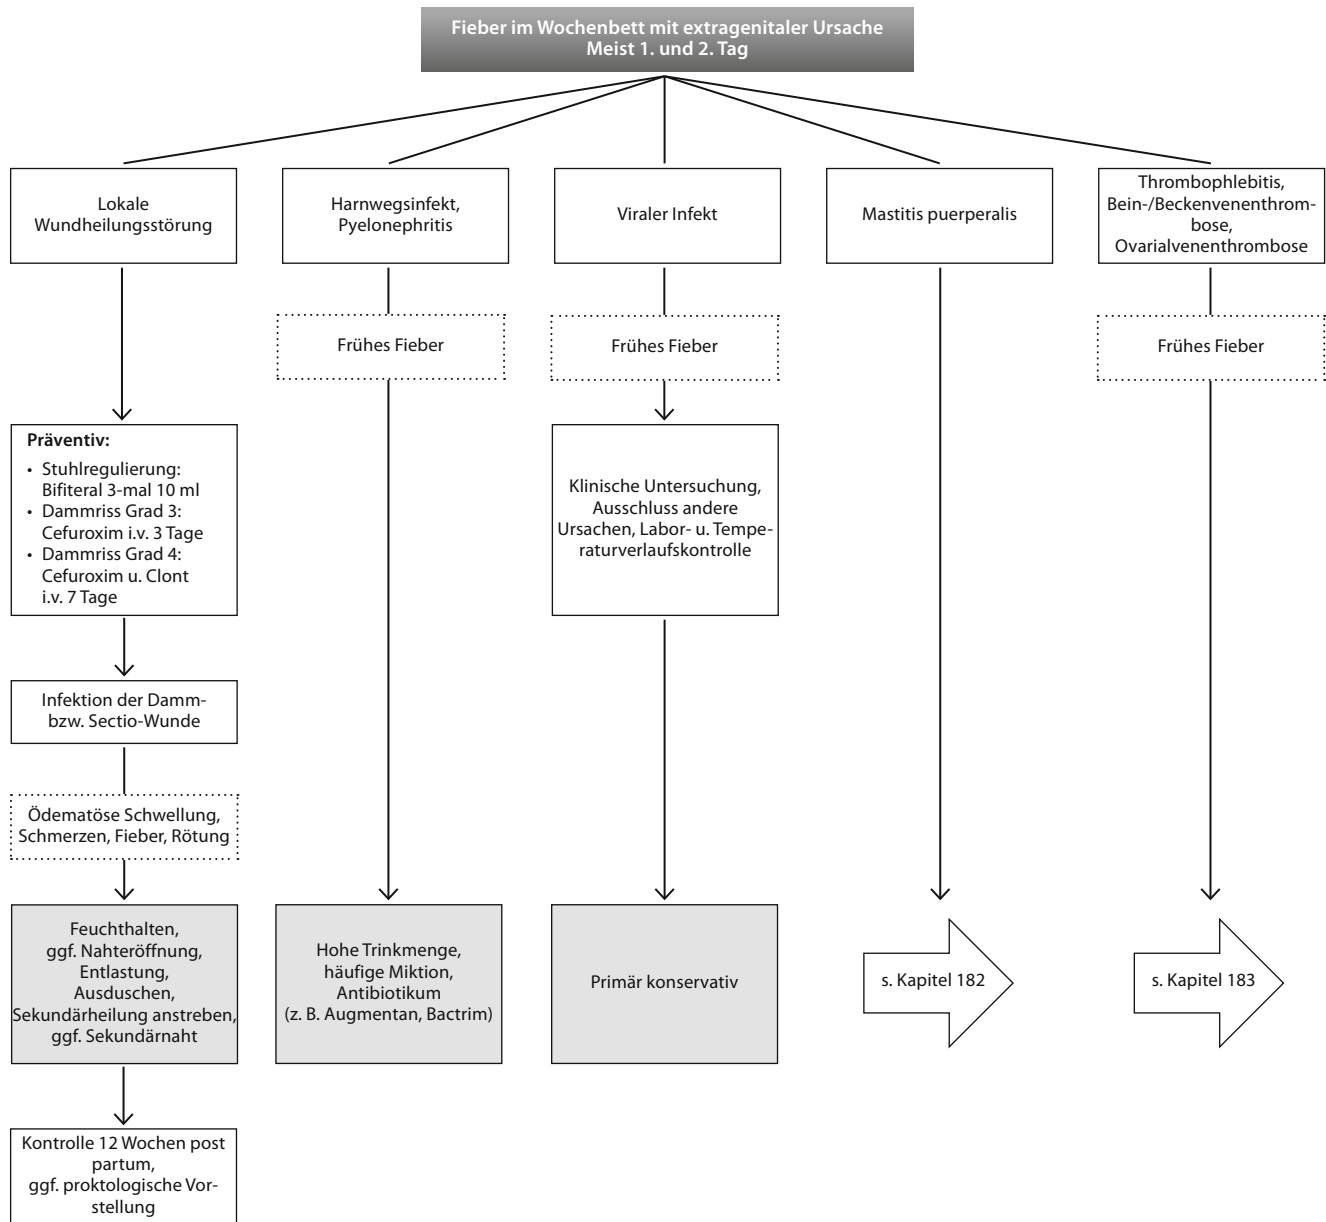 Fieber im Wochenbett mit extragenitaler Ursache
Meist 1. und 2. Tag
Lokale
Wundheilungsstörung
Harnwegsinfekt,
Pyelonephritis
Viraler Infekt
Mastitis puerperalis
Thrombophlebitis,
Bein-/Beckenvenenthrom-
bose,
Ovarialvenenthrombose
Frühes Fieber
Frühes Fieber
Frühes Fieber
Präventiv:
• Stuhlregulierung:
Bifiteral 3-mal 10 ml
• Dammriss Grad 3:
Cefuroxim i.v. 3 Tage
• Dammriss Grad 4:
Cefuroxim u. Clont
i.v. 7 Tage
Klinische Untersuchung,
Ausschluss andere
Ursachen, Labor- u. Tempe-
raturverlaufskontrolle
Infektion der Damm-
bzw. Sectio-Wunde
Ödematöse Schwellung,
Schmerzen, Fieber, Rötung
Feuchthalten,
ggf. Nahteröffnung,
Entlastung,
Ausduschen,
Sekundärheilung anstreben,
ggf. Sekundärnaht
Hohe Trinkmenge,
häufige Miktion,
Antibiotikum
(z. B. Augmentan, Bactrim)
Primär konservativ
s. Kapitel 182
s. Kapitel 183
Kontrolle 12 Wochen post
partum,
ggf. proktologische Vor-
stellung